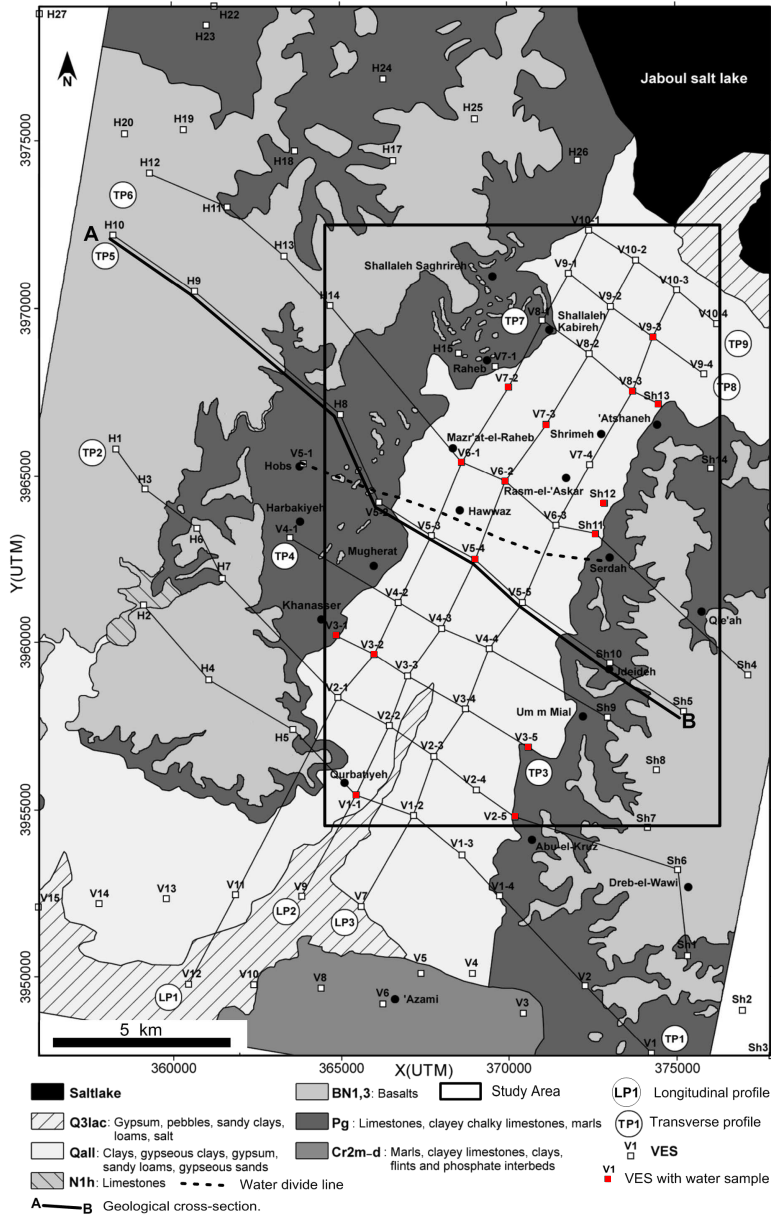 H27
H22
H23
N
H24
Jaboul salt lake
H25
H20
H19
H18
H17
H26
H12
TP6
H11
A
H10
TP5
H13
V10-1
V10-2
Shallaleh Saghrireh
V9-1
H9
V10-3
H14
V9-2
V8-1
TP7
Shallaleh
Kabireh
V10-4
V9-3
TP9
H15
V7-1
V8-2
Raheb
V9-4
V7-2
V8-3
TP8
Sh13
H8
V7-3
'Atshaneh
Shrimeh
Mazr'at-el-Raheb
H1
TP2
V6-1
V7-4
Sh14
V5-1
Hobs
H3
V6-2
Rasm-el-'Askar
Sh12
Harbakiyeh
V5-2
Hawwaz
V6-3
Sh11
H6
V4-1
V5-3
TP4
Mugherat
V5-4
Serdah
H7
H2
V4-2
V5-5
Khanasser
V3-1
Q'e'ah
V4-3
V3-2
V4-4
Sh10
Udeideh
Sh4
H4
V3-3
V2-1
V3-4
Sh9
Sh5
B
H5
V2-2
Um m Mial
V2-3
V3-5
Sh8
TP3
Qurbatiyeh
V2-4
V1-1
V1-2
V2-5
Sh7
Abu-el-Kruz
V1-3
Sh6
Dreb-el-Wawi
V15
V14
V13
V11
V9
V1-4
LP2
V7
LP3
Sh1
V12
V10
V8
V5
V4
V2
LP1
V6
'Azami
V3
Sh2
5 km
TP1
V1
Sh3
3975000
3970000
3965000
3960000
3955000
3950000
Y(UTM)
360000
365000
370000
375000
X(UTM)
Saltlake
BN1,3: Basalts
Study Area
LP1
Longitudinal profile
Q3lac: Gypsum, pebbles, sandy clays,
loams, salt
Pg: Limestones, clayey chalky limestones, marls
TP1
Transverse profile
Qall: Clays, gypseous clays, gypsum,
sandy loams, gypseous sands
Cr2m-d: Marls, clayey limestones, clays,
flints and phosphate interbeds
V1
VES
N1h: Limestones
Water divide line
V1
VES with water sample
A B Geological cross-section.